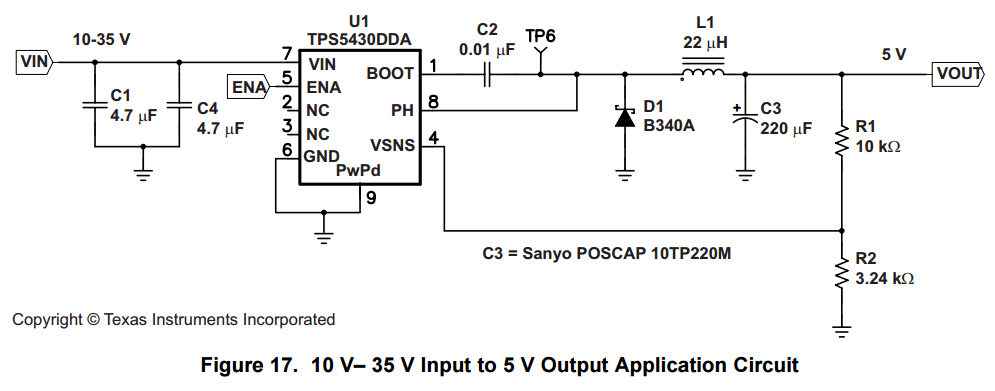 U1
TPS5430DDA
10-35 V
VIN
C1
4.7 µF
C4
4.7 µF
ENA
7
5
2
3
6
VIN
ENA
NC
NC
GND
PwPd
BOOT
PH
VSNS
1
8
4
9
C2
0.01 µF
TP6
L1
22 µH
D1
B340A
+
C3
220 µF
5 V
VOUT
R1
10 kΩ
R2
3.24 kΩ
C3 = Sanyo POSCAP 10TP220M
Copyright © Texas Instruments Incorporated
Figure 17. 10 V– 35 V Input to 5 V Output Application Circuit